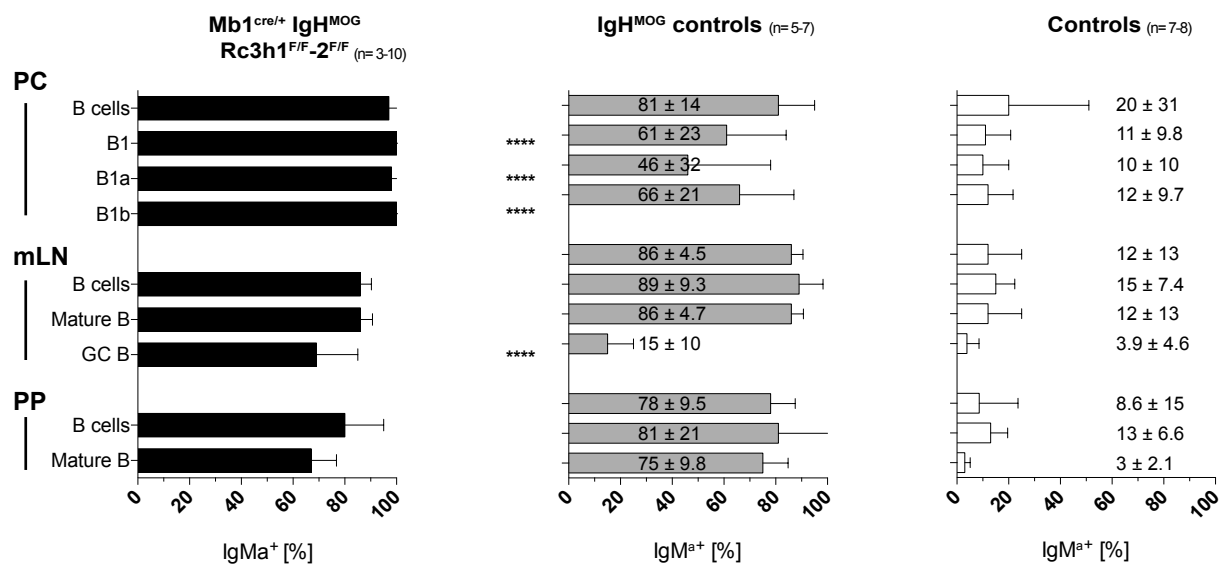 Mb1cre/+ IgHMOG
Rc3h1F/F-2F/F (n= 3-10)
IgHMOG controls (n= 5-7)
Controls (n= 7-8)
PC
B cells
B1
B1a
B1b
mLN
B cells
Mature B
GC B
PP
B cells
Mature B
0 20 40 60 80 100
IgMa+ [%]
****
****
****
****
81 ± 14
61 ± 23
46 ± 32
66 ± 21
86 ± 4.5
89 ± 9.3
86 ± 4.7
15 ± 10
78 ± 9.5
81 ± 21
75 ± 9.8
0 20 40 60 80 100
IgMa+ [%]
20 ± 31
11 ± 9.8
10 ± 10
12 ± 9.7
12 ± 13
15 ± 7.4
12 ± 13
3.9 ± 4.6
8.6 ± 15
13 ± 6.6
3 ± 2.1
0 20 40 60 80 100
IgMa+ [%]